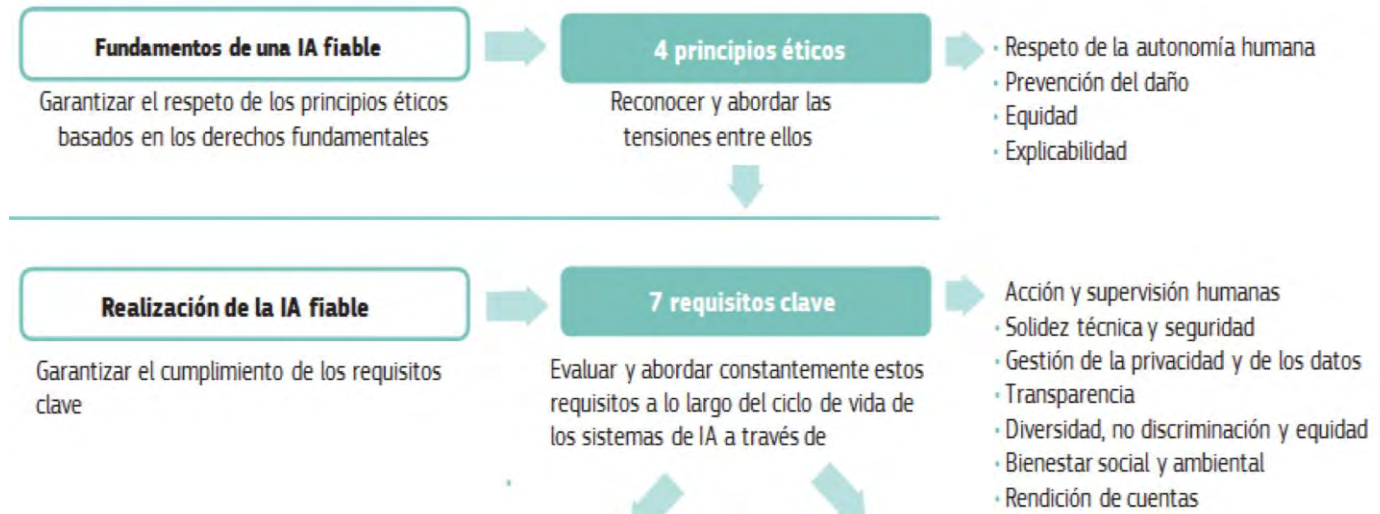 Fundamentos de una IA fiable
Garantizar el respeto de los principios éticos
basados en los derechos fundamentales
4 principios éticos
Reconocer y abordar las
tensiones entre ellos
· Respeto de la autonomía humana
· Prevención del daño
· Equidad
· Explicabilidad
Realización de la IA fiable
Garantizar el cumplimiento de los requisitos
clave
7 requisitos clave
Evaluar y abordar constantemente estos
requisitos a lo largo del ciclo de vida de
los sistemas de IA a través de
Acción y supervisión humanas
· Solidez técnica y seguridad
· Gestión de la privacidad y de los datos
· Transparencia
· Diversidad, no discriminación y equidad
· Bienestar social y ambiental
· Rendición de cuentas